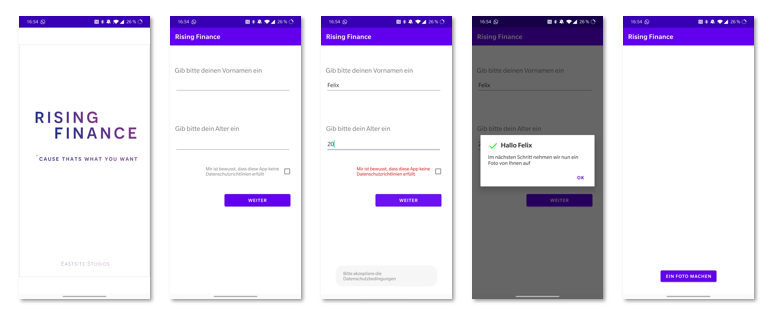 16:54
26 %
RISING
FINANCE
'CAUSE THATS WHAT YOU WANT
EASTSITE STUDIOS
16:54
26 %
Rising Finance
Gib bitte deinen Vornamen ein
Gib bitte dein Alter ein
Mir ist bewusst, dass diese App keine
Datenschutzrichtlinien erfüllt
WEITER
16:54
26 %
Rising Finance
Gib bitte deinen Vornamen ein
Felix
Gib bitte dein Alter ein
20
Mir ist bewusst, dass diese App keine
Datenschutzrichtlinien erfüllt
WEITER
Bitte akzeptiere die
Datenschutzbedingungen
16:54
26 %
Rising Finance
Gib bitte deinen Vornamen ein
Felix
Gib bitte dein Alter ein
Hallo Felix
Im nächsten Schritt nehmen wir nun ein
Foto von Ihnen auf
OK
WEITER
16:54
26 %
Rising Finance
EIN FOTO MACHEN